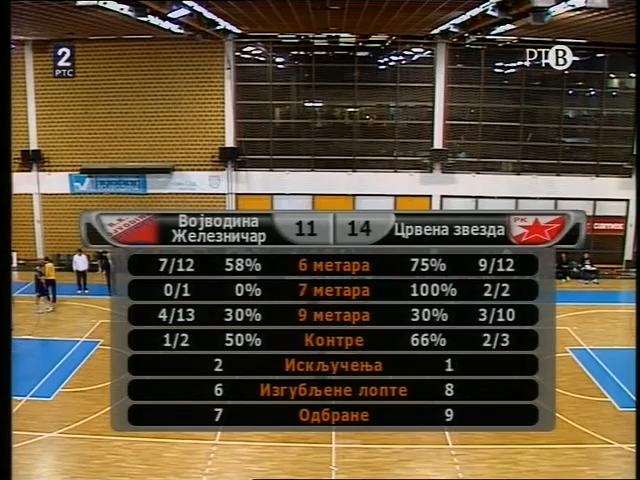 2
РТС
РТВ
Војводина
Железничар
11
14
Црвена звезда
РК
7/12 58% 6 метара 75% 9/12
0/1 0% 7 метара 100% 2/2
4/13 30% 9 метара 30% 3/10
1/2 50% Контре 66% 2/3
2 Искључења 1
6 Изгубљене лопте 8
7 Одбране 9